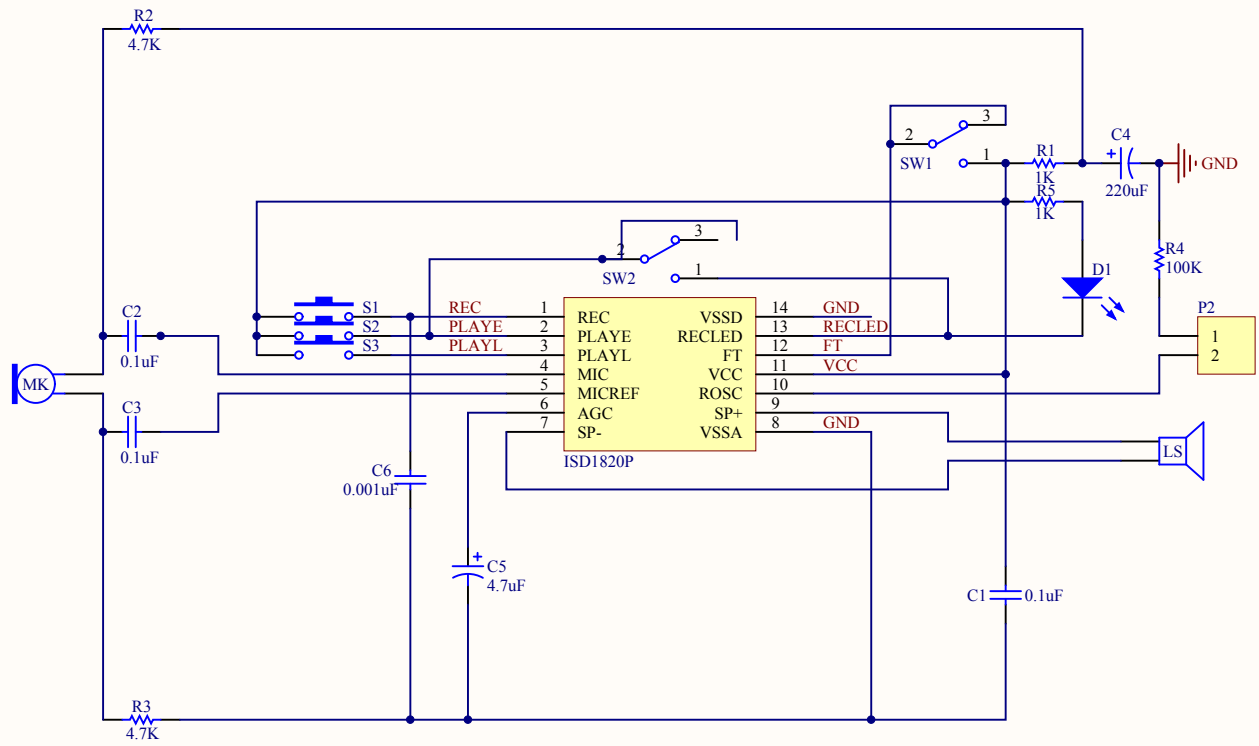 R2
4.7K
3
2
SW1
1
R1
1K
C4
+
220uF
GND
R5
1K
3
2
SW2
1
D1
R4
100K
P2
1
2
C2
0.1uF
S1
S2
S3
REC
PLAYE
PLAYL
1
2
3
4
5
6
7
REC
PLAYE
PLAYL
MIC
MICREF
AGC
SP-
VSSD
RECLED
FT
VCC
ROSC
SP+
VSSA
14
13
12
11
10
9
8
GND
RECLED
FT
VCC
GND
ISD1820P
MK
C3
0.1uF
LS
C6
0.001uF
+
C5
4.7uF
C1
0.1uF
R3
4.7K